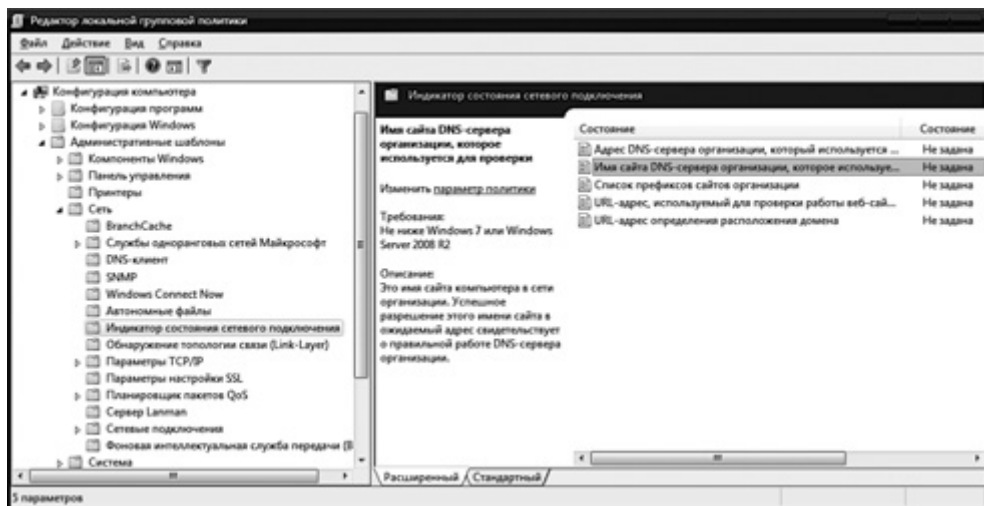 Редактор локальной групповой политики
Файл Действие Вид Справка
Конфигурация компьютера
Конфигурация программ
Конфигурация Windows
Административные шаблоны
Компоненты Windows
Панель управления
Принтеры
Сеть
BranchCache
Службы одноранговых сетей Майкрософт
DNS-клиент
SNMP
Windows Connect Now
Автономные файлы
Индикатор состояния сетевого подключения
Обнаружение топологии связи (Link-Layer)
Параметры TCP/IP
Параметры настройки SSL
Планировщик пакетов QoS
Сервер Lanman
Сетевые подключения
Фоновая интеллектуальная служба передачи (B
Система
Индикатор состояния сетевого подключения
Имя сайта DNS-сервера
организации, которое
используется для проверки
Изменить параметр политики
Требования:
Не ниже Windows 7 или Windows
Server 2008 R2
Описание:
Это имя сайта компьютера в сети
организации. Успешное
разрешение этого имени сайта в
ожидаемый адрес свидетельствует
о правильной работе DNS-сервера
организации.
Состояние Состояние
Адрес DNS-сервера организации, который используется ... Не задана
Имя сайта DNS-сервера организации, которое используе... Не задана
Список префиксов сайтов организации Не задана
URL-адрес, используемый для проверки работы веб-сай... Не задана
URL-адрес определения расположения домена Не задана
Расширенный Стандартный
5 параметров